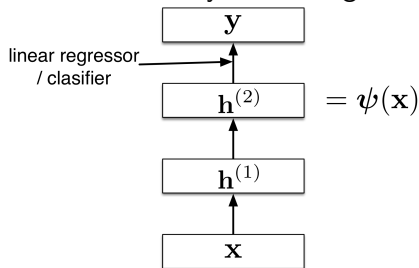 y
linear regressor
/ clasifier
h^{(2)} = ψ(x)
h^{(1)}
x